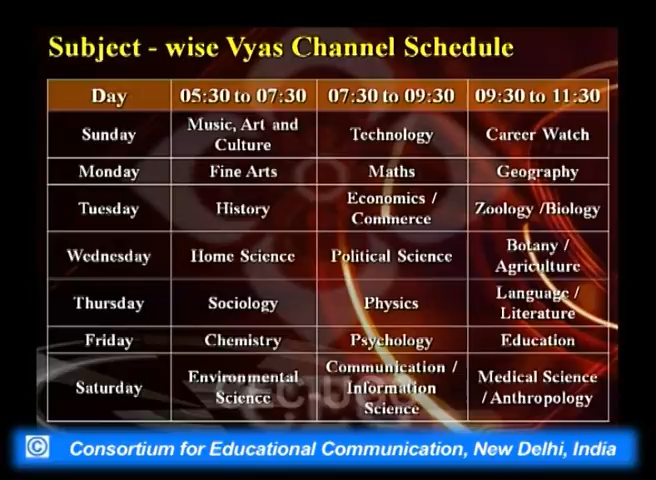 Subject - wise Vyas Channel Schedule
Day 05:30 to 07:30 07:30 to 09:30 09:30 to 11:30
Sunday Music, Art and Culture Technology Career Watch
Monday Fine Arts Maths Geography
Tuesday History Economics / Commerce Zoology /Biology
Wednesday Home Science Political Science Botany / Agriculture
Thursday Sociology Physics Language / Literature
Friday Chemistry Psychology Education
Saturday Environmental Science Communication / Information Science Medical Science / Anthropology
CEC-UGC
© Consortium for Educational Communication, New Delhi, India